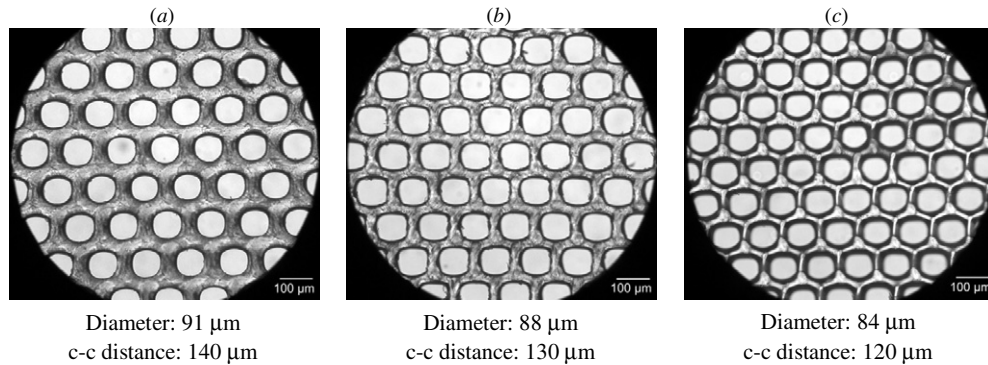 (a) (b) (c)
100 µm 100 µm 100 µm
Diameter: 91 µm Diameter: 88 µm Diameter: 84 µm
c-c distance: 140 µm c-c distance: 130 µm c-c distance: 120 µm